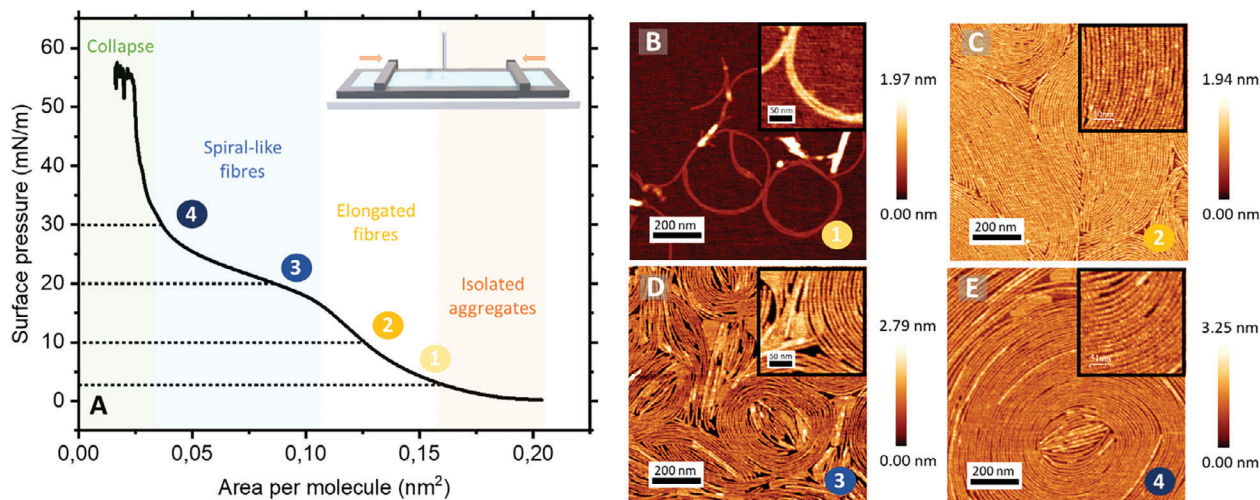 60
50
40
30
20
10
0
Surface pressure (mN/m)
Collapse
Spiral-like
fibres
Elongated
fibres
Isolated
aggregates
4
3
2
1
A
0,00
0,05
0,10
0,15
0,20
Area per molecule (nm²)
B
50 nm
200 nm
1
1.97 nm
0.00 nm
C
200 nm
2
1.94 nm
0.00 nm
D
50 nm
200 nm
3
2.79 nm
0.00 nm
E
51nm
200 nm
4
3.25 nm
0.00 nm